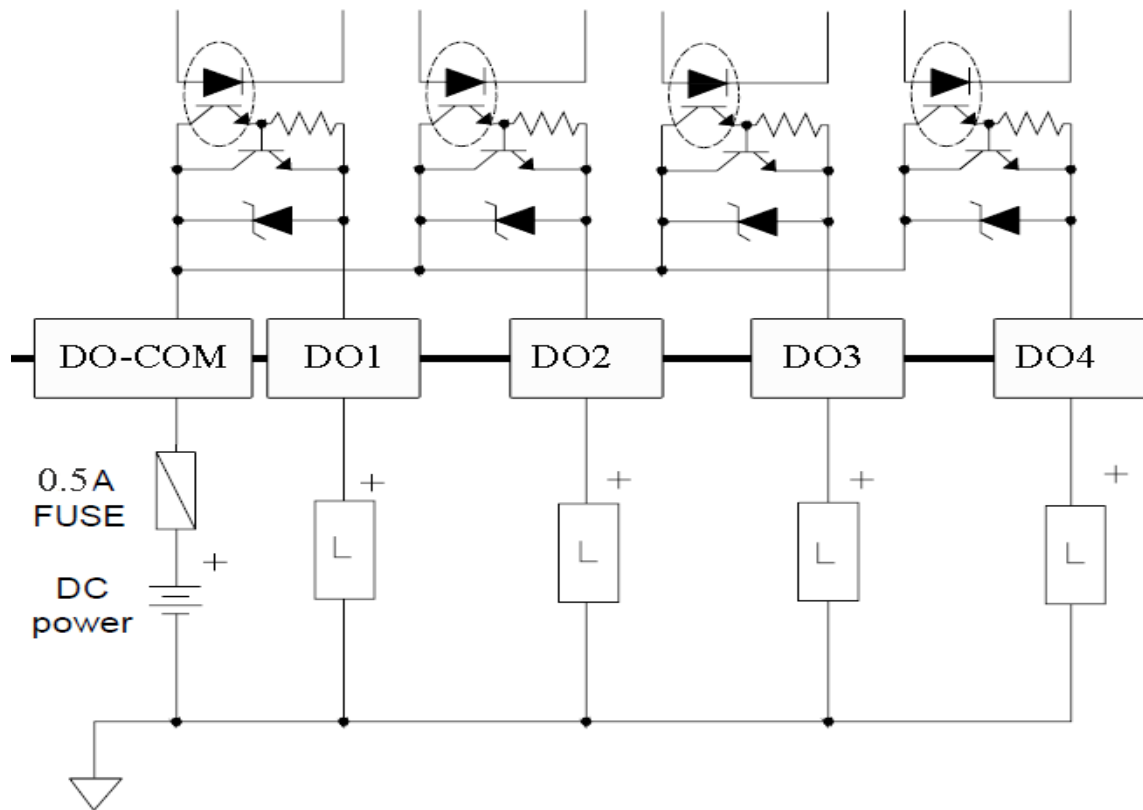 DO-COM
DO1
DO2
DO3
DO4
0.5A
FUSE
+
DC
power
+
L
+
L
+
L
+
L